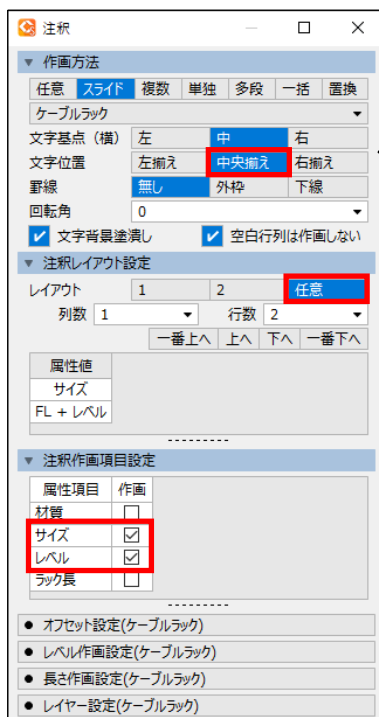 注釈
▼ 作画方法
任意 スライド 複数 単独 多段 一括 置換
ケーブルラック
文字基点（横） 左 中 右
文字位置 左揃え 中央揃え 右揃え
罫線 無し 外枠 下線
回転角 0
文字背景塗潰し 空白行列は作画しない
▼ 注釈レイアウト設定
レイアウト 1 2 任意
列数 1 行数 2
一番上へ 上へ 下へ 一番下へ
属性値
サイズ
FL + レベル
▼ 注釈作画項目設定
属性項目 作画
材質
サイズ
レベル
ラック長
● オフセット設定(ケーブルラック)
● レベル作画設定(ケーブルラック)
● 長さ作画設定(ケーブルラック)
● レイヤー設定(ケーブルラック)